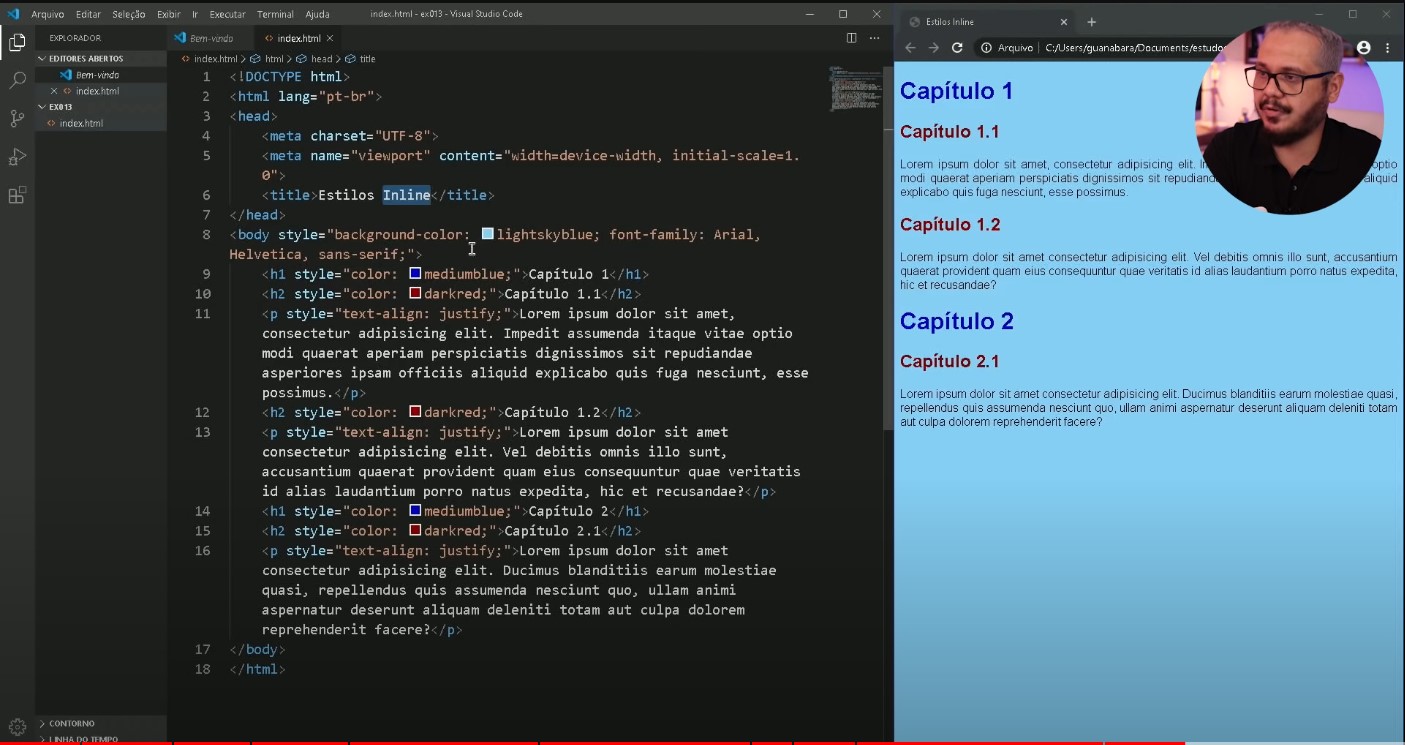 Arquivo Editar Seleção Exibir Ir Executar Terminal Ajuda index.html - ex013 - Visual Studio Code
EXPLORADOR
EDITORES ABERTOS
Bem-vindo
index.html
EX013
index.html
CONTORNO
LINHA DO TEMPO
Bem-vindo index.html
index.html > html > head > title
1 <!DOCTYPE html>
2 <html lang="pt-br">
3 <head>
4 <meta charset="UTF-8">
5 <meta name="viewport" content="width=device-width, initial-scale=1.
0">
6 <title>Estilos Inline</title>
7 </head>
8 <body style="background-color: lightskyblue; font-family: Arial,
Helvetica, sans-serif;">
9 <h1 style="color: mediumblue;">Capítulo 1</h1>
10 <h2 style="color: darkred;">Capítulo 1.1</h2>
11 <p style="text-align: justify;">Lorem ipsum dolor sit amet,
consectetur adipisicing elit. Impedit assumenda itaque vitae optio
modi quaerat aperiam perspiciatis dignissimos sit repudiandae
asperiores ipsam officiis aliquid explicabo quis fuga nesciunt, esse
possimus.</p>
12 <h2 style="color: darkred;">Capítulo 1.2</h2>
13 <p style="text-align: justify;">Lorem ipsum dolor sit amet
consectetur adipisicing elit. Vel debitis omnis illo sunt,
accusantium quaerat provident quam eius consequuntur quae veritatis
id alias laudantium porro natus expedita, hic et recusandae?</p>
14 <h1 style="color: mediumblue;">Capítulo 2</h1>
15 <h2 style="color: darkred;">Capítulo 2.1</h2>
16 <p style="text-align: justify;">Lorem ipsum dolor sit amet
consectetur adipisicing elit. Ducimus blanditiis earum molestiae
quasi, repellendus quis assumenda nesciunt quo, ullam animi
aspernatur deserunt aliquam deleniti totam aut culpa dolorem
reprehenderit facere?</p>
17 </body>
18 </html>
Estilos Inline
Arquivo | C:/Users/guanabara/Documents/estudo
Capítulo 1
Capítulo 1.1
Lorem ipsum dolor sit amet, consectetur adipisicing elit. optio
modi quaerat aperiam perspiciatis dignissimos sit aliquid
explicabo quis fuga nesciunt, esse possimus.
Capítulo 1.2
Lorem ipsum dolor sit amet consectetur adipisicing elit. Vel debitis omnis illo sunt, accusantium
quaerat provident quam eius consequuntur quae veritatis id alias laudantium porro natus expedita,
hic et recusandae?
Capítulo 2
Capítulo 2.1
Lorem ipsum dolor sit amet consectetur adipisicing elit. Ducimus blanditiis earum molestiae quasi,
repellendus quis assumenda nesciunt quo, ullam animi aspernatur deserunt aliquam deleniti totam
aut culpa dolorem reprehenderit facere?